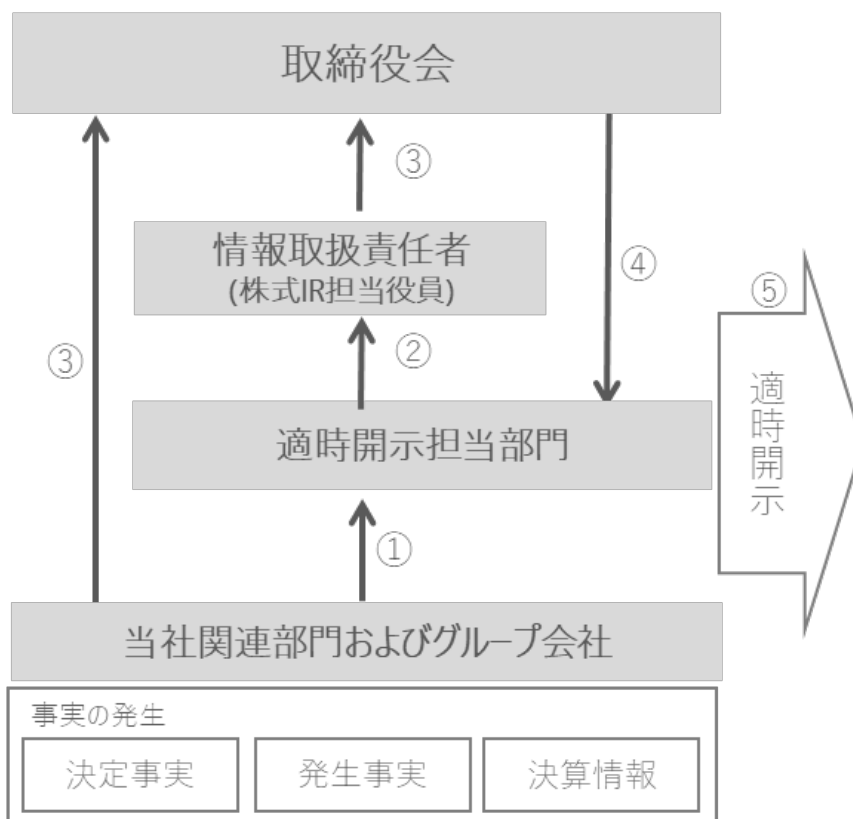 取締役会
③
情報取扱責任者
(株式IR担当役員)
④
⑤
②
③
適時開示担当部門
適時開示
①
当社関連部門およびグループ会社
事実の発生
決定事実
発生事実
決算情報